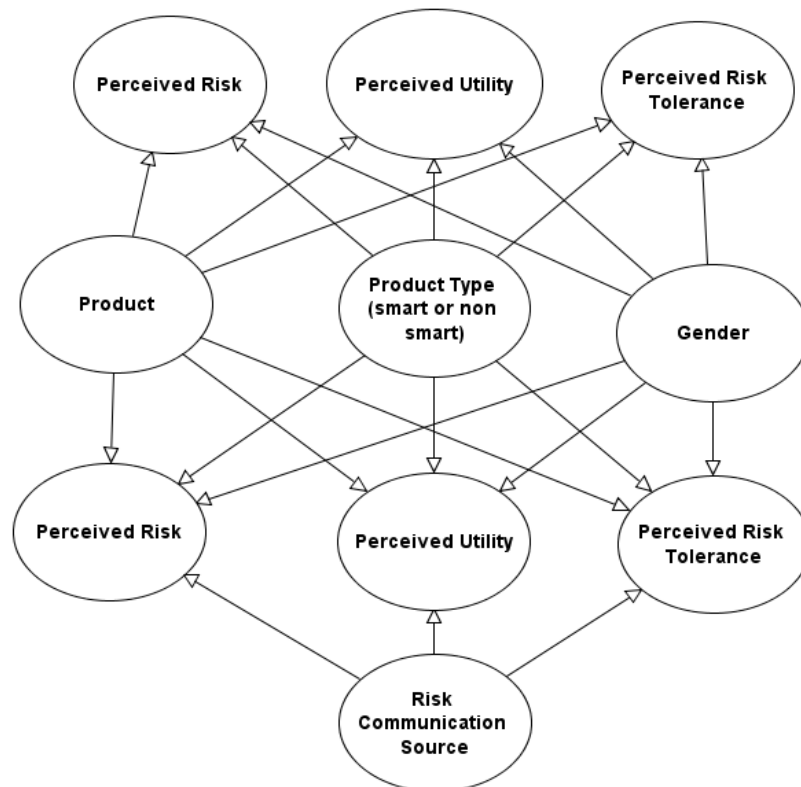 Perceived Risk
Perceived Utility
Perceived Risk
Tolerance
Product
Product Type
(smart or non
smart)
Gender
Perceived Risk
Perceived Utility
Perceived Risk
Tolerance
Risk
Communication
Source